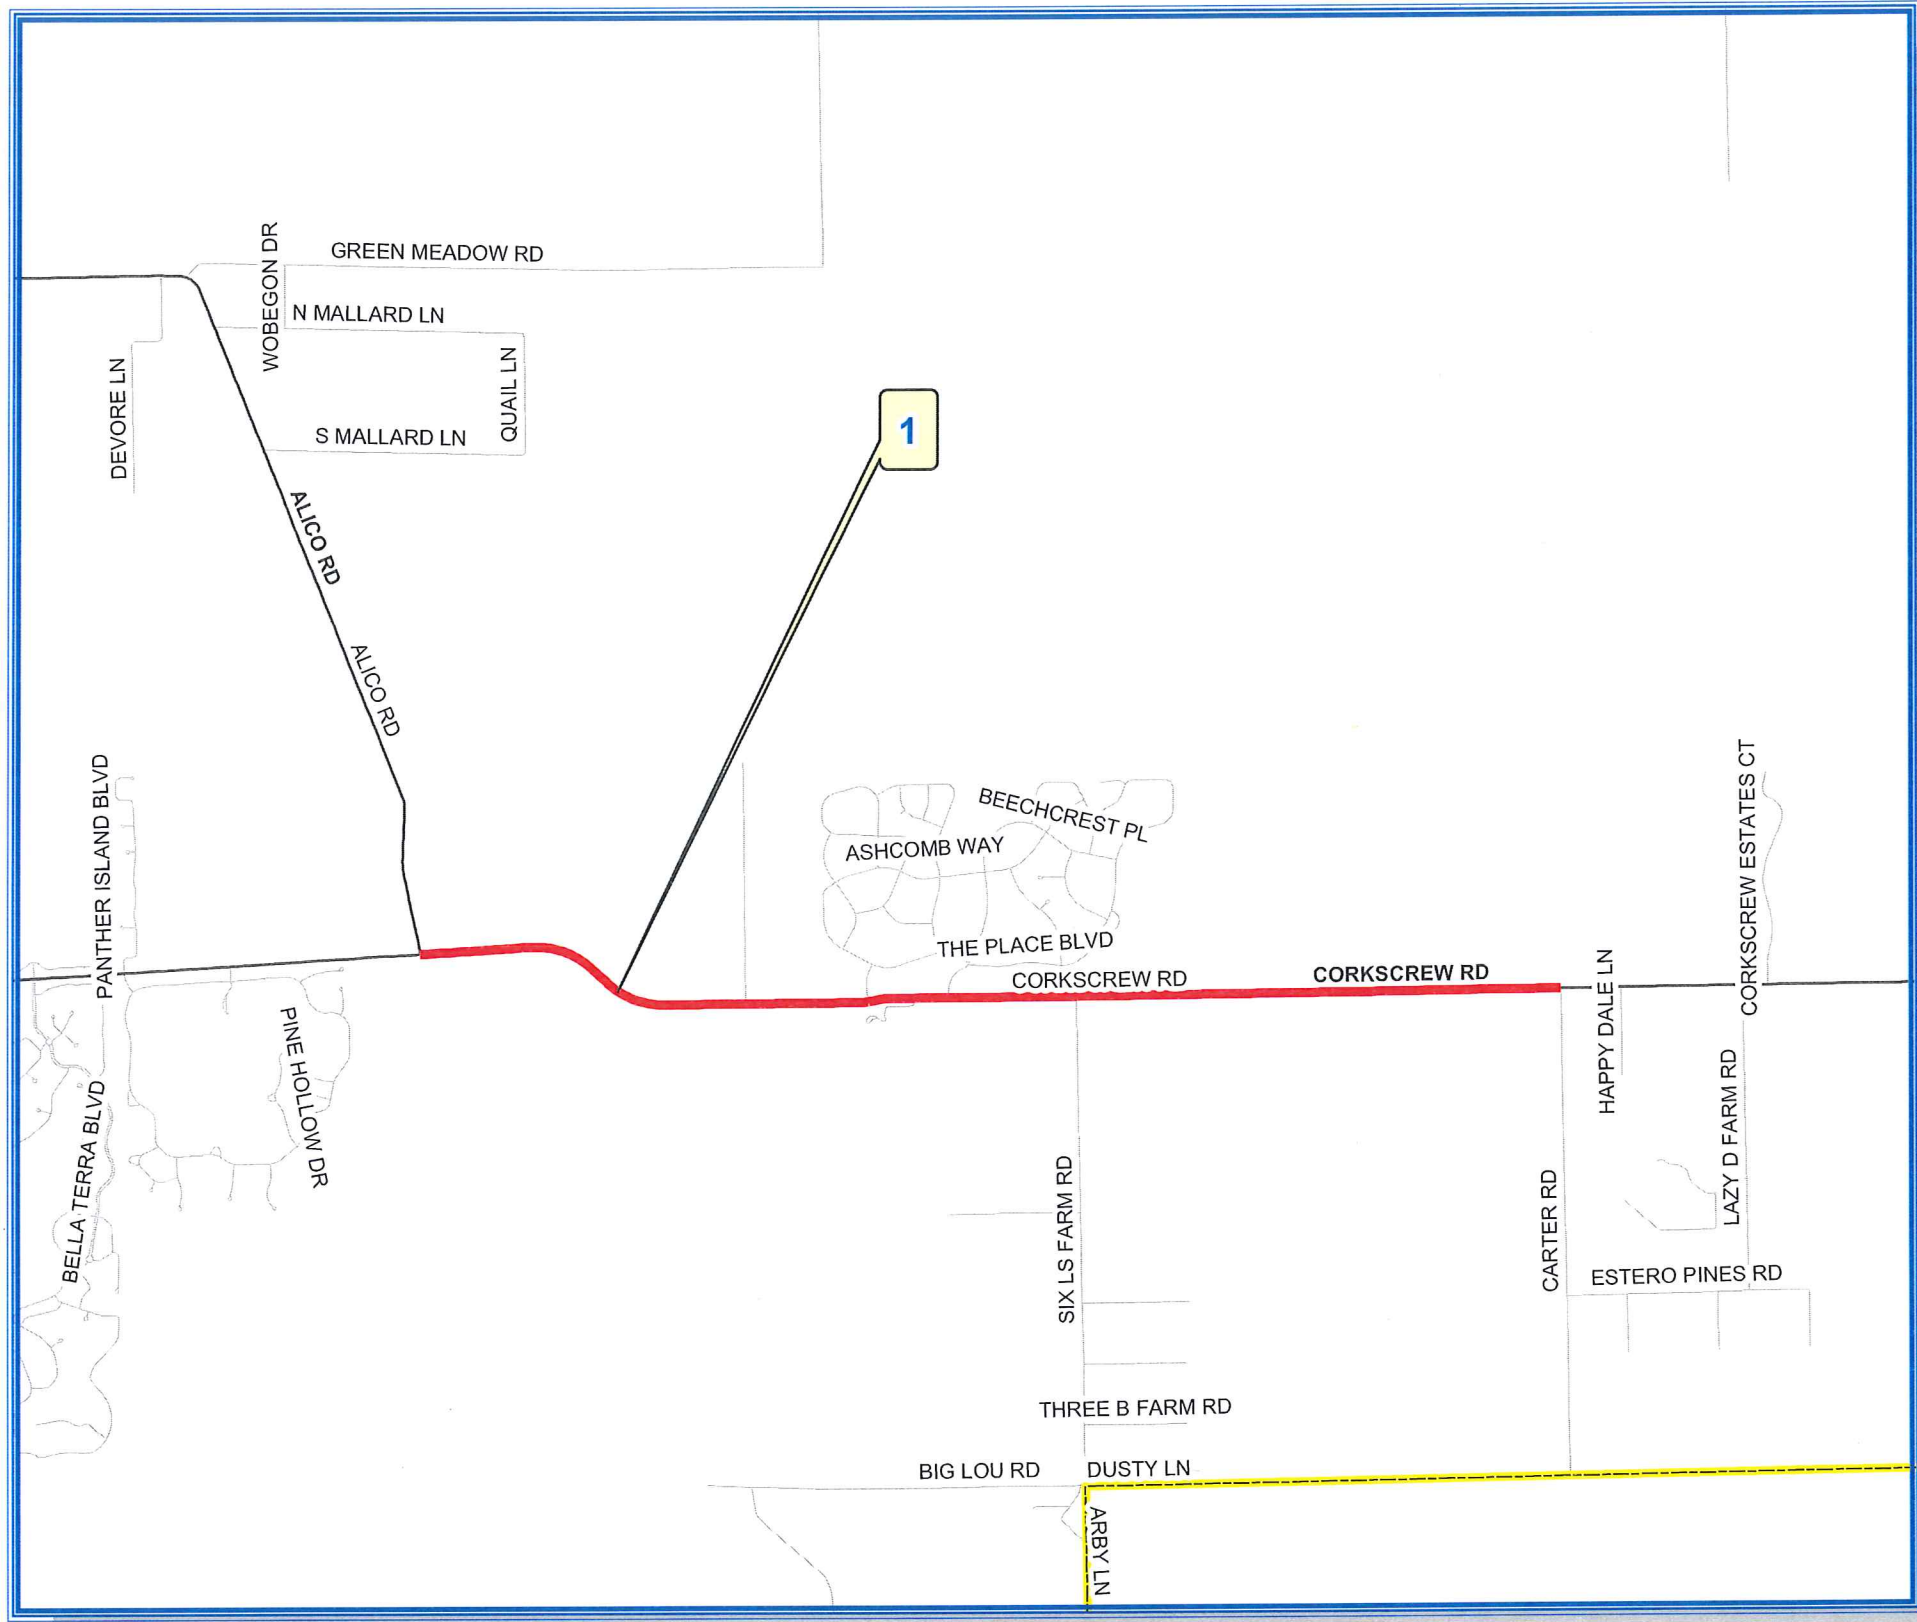 GREEN MEADOW RD
WOBEGON DR
N MALLARD LN
DEVORE LN
QUAIL LN
S MALLARD LN
1
ALICO RD
ALICO RD
PANTHER ISLAND BLVD
BEECHCREST PL
ASHCOMB WAY
CORKSCREW ESTATES CT
THE PLACE BLVD
CORKSCREW RD
CORKSCREW RD
HAPPY DALE LN
PINE HOLLOW DR
BELLA TERRA BLVD
LAZY D FARM RD
SIX LS FARM RD
CARTER RD
ESTERO PINES RD
THREE B FARM RD
BIG LOU RD
DUSTY LN
ARBY LN